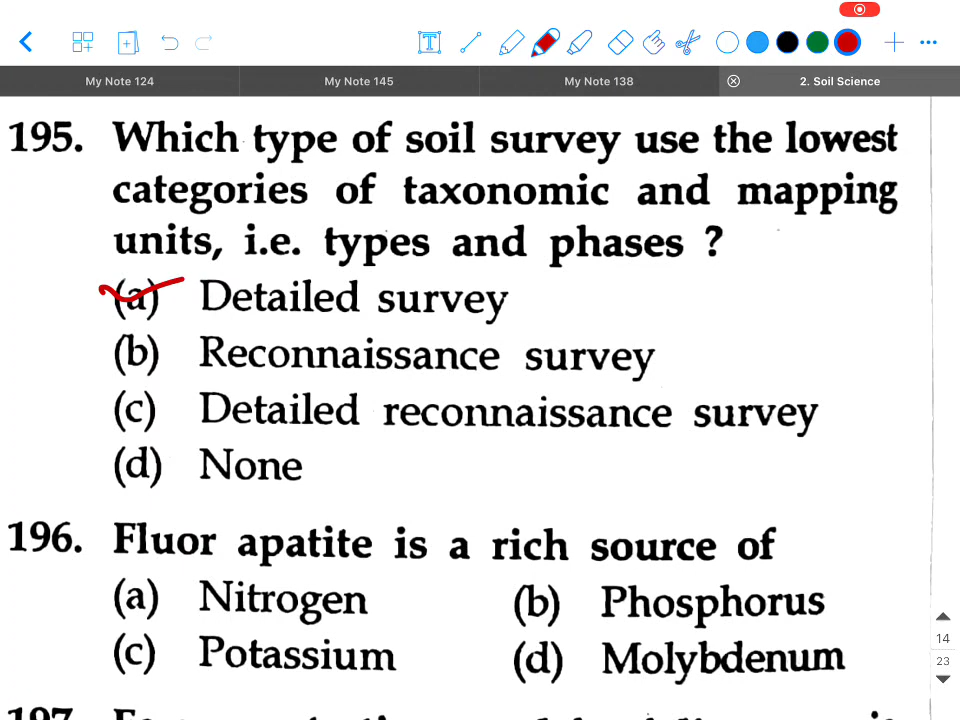 My Note 124
My Note 145
My Note 138
2. Soil Science
195. Which type of soil survey use the lowest
categories of taxonomic and mapping
units, i.e. types and phases ?
(a) Detailed survey
(b) Reconnaissance survey
(c) Detailed reconnaissance survey
(d) None
196. Fluor apatite is a rich source of
(a) Nitrogen (b) Phosphorus
(c) Potassium (d) Molybdenum
14
23
197.